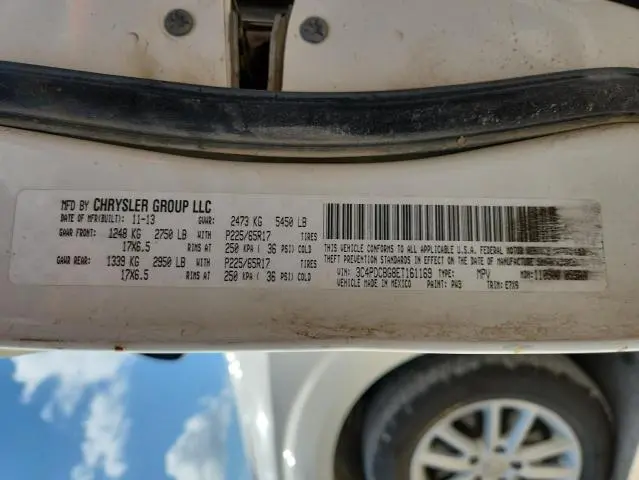 MFD BY CHRYSLER GROUP LLC
DATE OF MFR(BUILT): 11-13 GVWR: 2473 KG 5450 LB
GAWR FRONT: 1248 KG 2750 LB WITH P225/65R17 TIRES
17X6.5 RIMS AT 250 KPA ( 36 PSI) COLD
GAWR REAR: 1339 KG 2950 LB WITH P225/65R17 TIRES
17X6.5 RIMS AT 250 KPA ( 36 PSI) COLD
THIS VEHICLE CONFORMS TO ALL APPLICABLE U.S.A. FEDERAL MOTOR
THEFT PREVENTION STANDARDS IN EFFECT ON THE DATE OF MANUFACTURE
VIN: 3C4PDCBG8ET161169 TYPE: MPV MDH:
VEHICLE MADE IN MEXICO PAINT: PW3 TRIM: E7X9